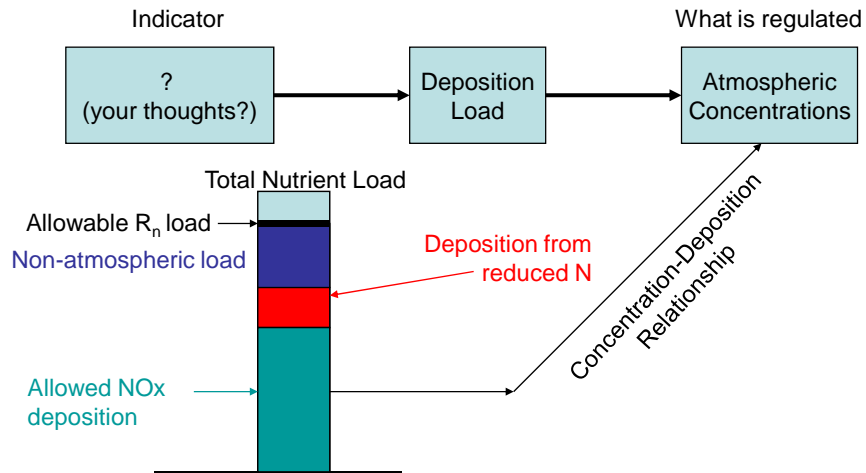 Indicator
What is regulated
?
(your thoughts?)
Deposition
Load
Atmospheric
Concentrations
Total Nutrient Load
Allowable Rn load
Non-atmospheric load
Deposition from
reduced N
Concentration-Deposition
Relationship
Allowed NOx
deposition